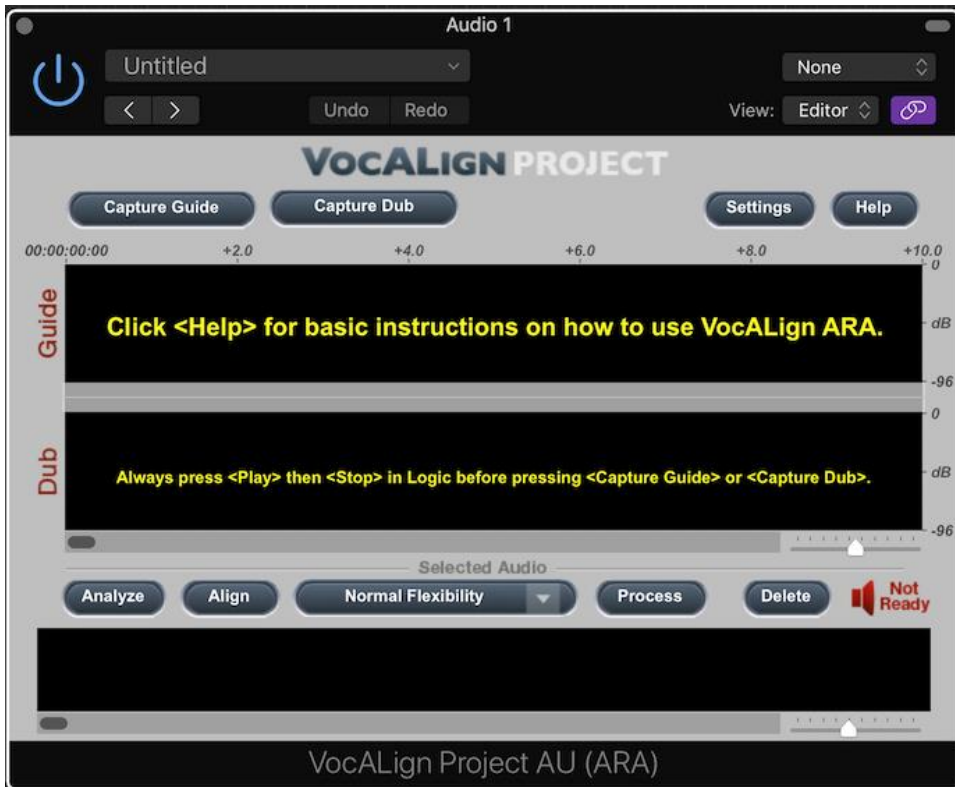 Audio 1
Untitled
None
Undo Redo
View: Editor
VOCALIGN PROJECT
Capture Guide Capture Dub Settings Help
00:00:00:00 +2.0 +4.0 +6.0 +8.0 +10.0
Guide
Click <Help> for basic instructions on how to use VocALign ARA.
0
dB
-96
Dub
Always press <Play> then <Stop> in Logic before pressing <Capture Guide> or <Capture Dub>.
0
dB
-96
Selected Audio
Analyze Align Normal Flexibility Process Delete Not Ready
VocALign Project AU (ARA)